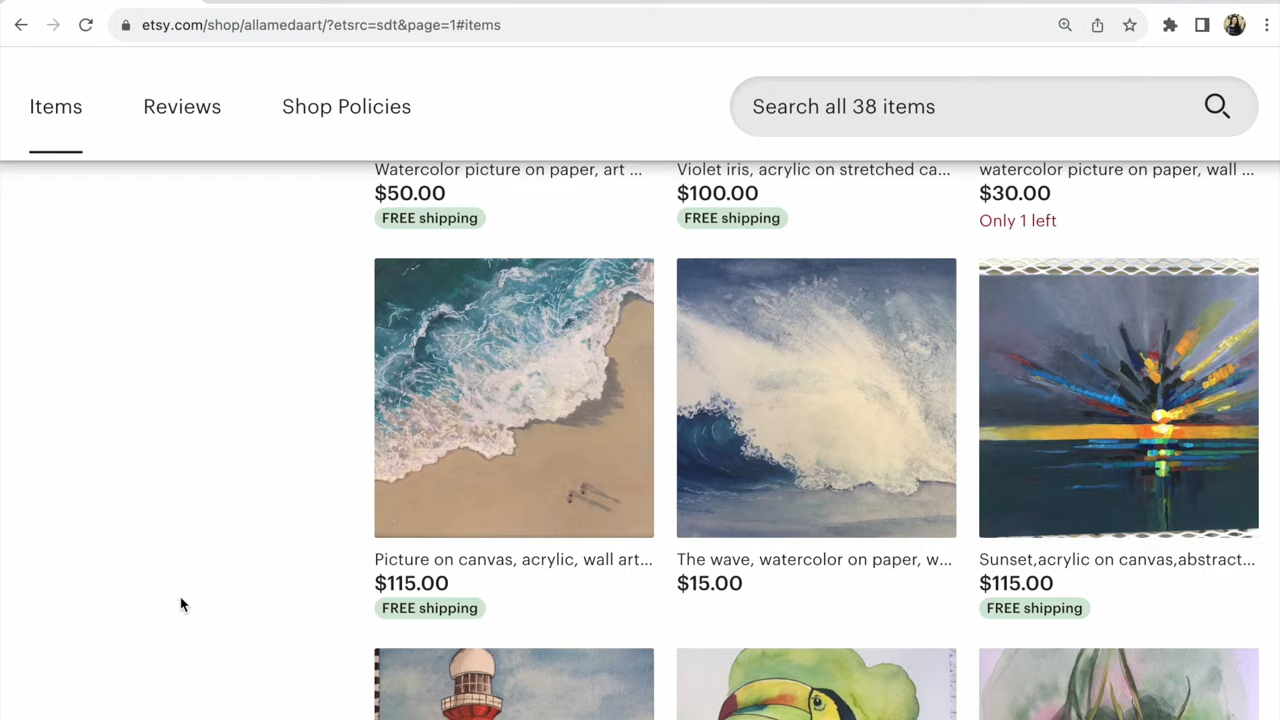 etsy.com/shop/allamedaart/?etsrc=sdt&page=1#items
Items
Reviews
Shop Policies
Search all 38 items
Watercolor picture on paper, art ...
$50.00
FREE shipping
Violet iris, acrylic on stretched ca...
$100.00
FREE shipping
watercolor picture on paper, wall ...
$30.00
Only 1 left
Picture on canvas, acrylic, wall art...
$115.00
FREE shipping
The wave, watercolor on paper, w...
$15.00
Sunset,acrylic on canvas,abstract...
$115.00
FREE shipping